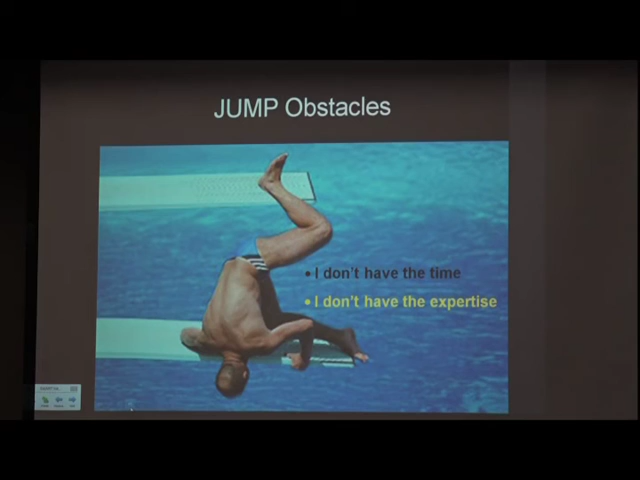 JUMP Obstacles
• I don't have the time
• I don't have the expertise